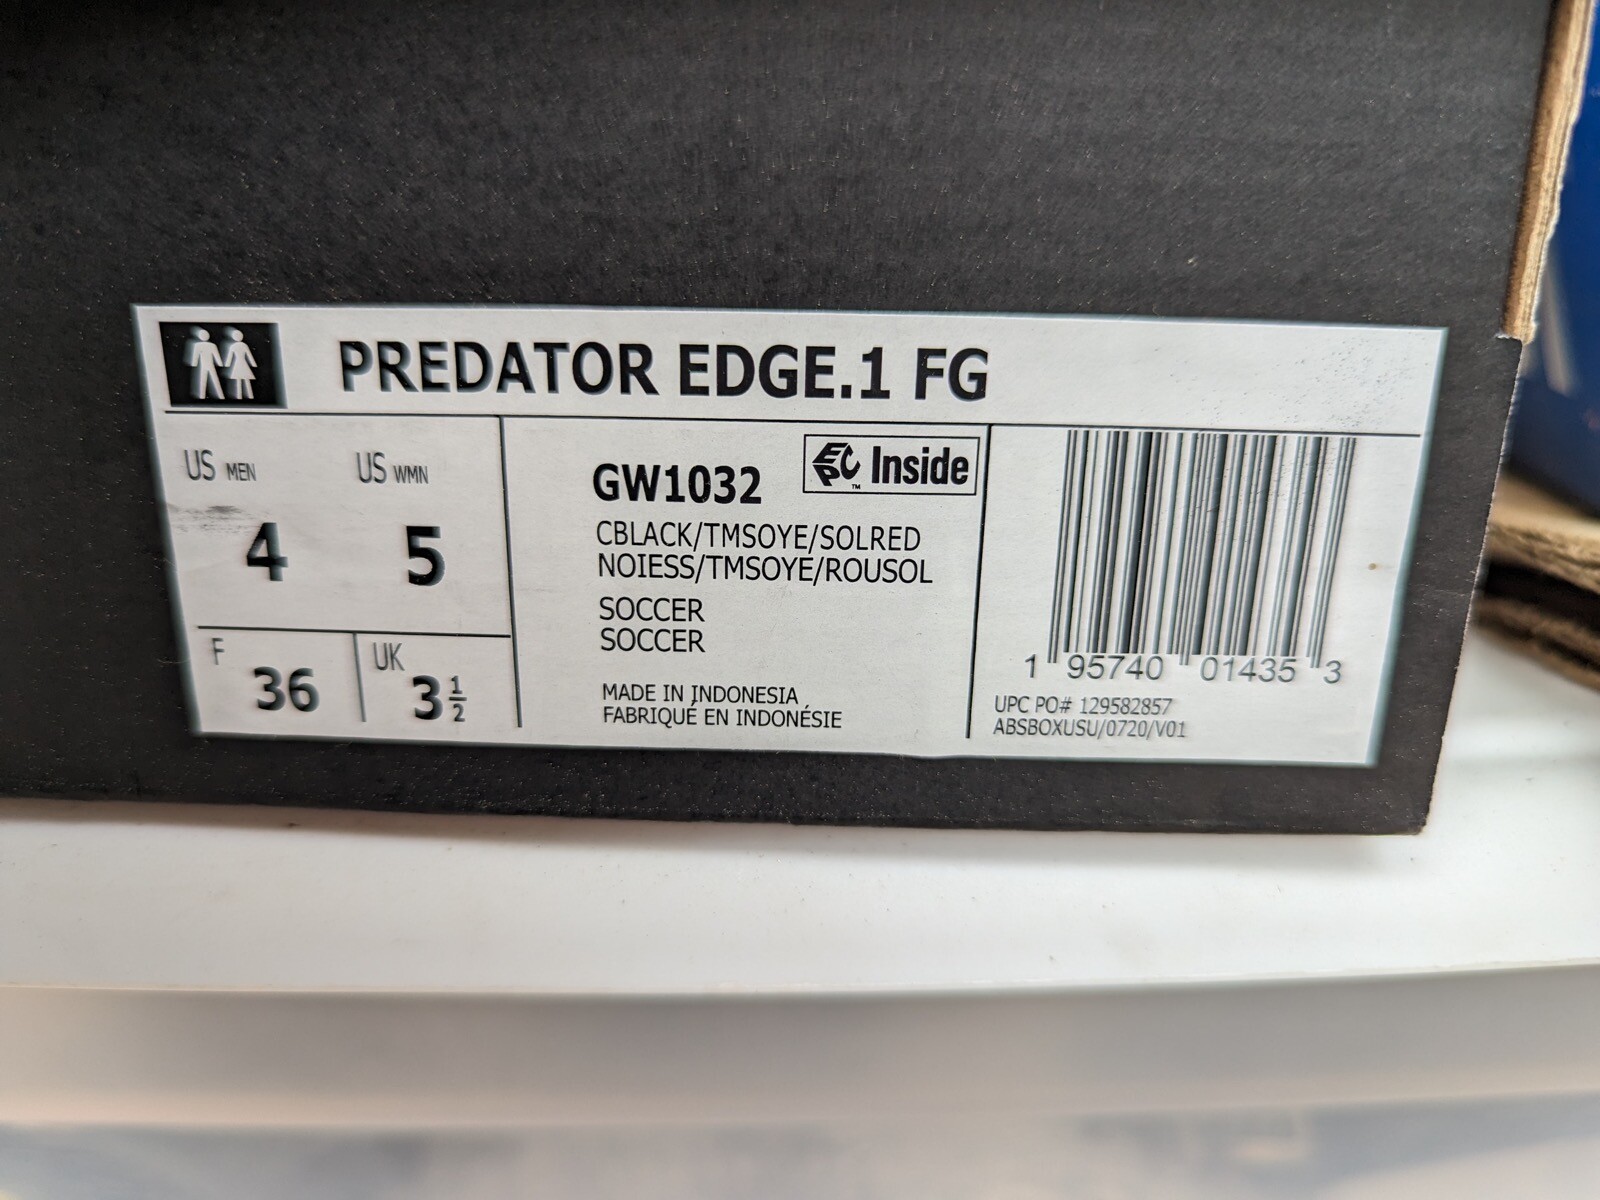 PREDATOR EDGE.1 FG
US MEN
4
US WMN
5
F
36
UK
3 1/2
GW1032
EPC™ Inside
CBLACK/TMSOYE/SOLRED
NOIESS/TMSOYE/ROUSOL
SOCCER
SOCCER
MADE IN INDONESIA
FABRIQUÉ EN INDONÉSIE
1 95740 01435 3
UPC PO# 129582857
ABSBOXUSU/0720/V01